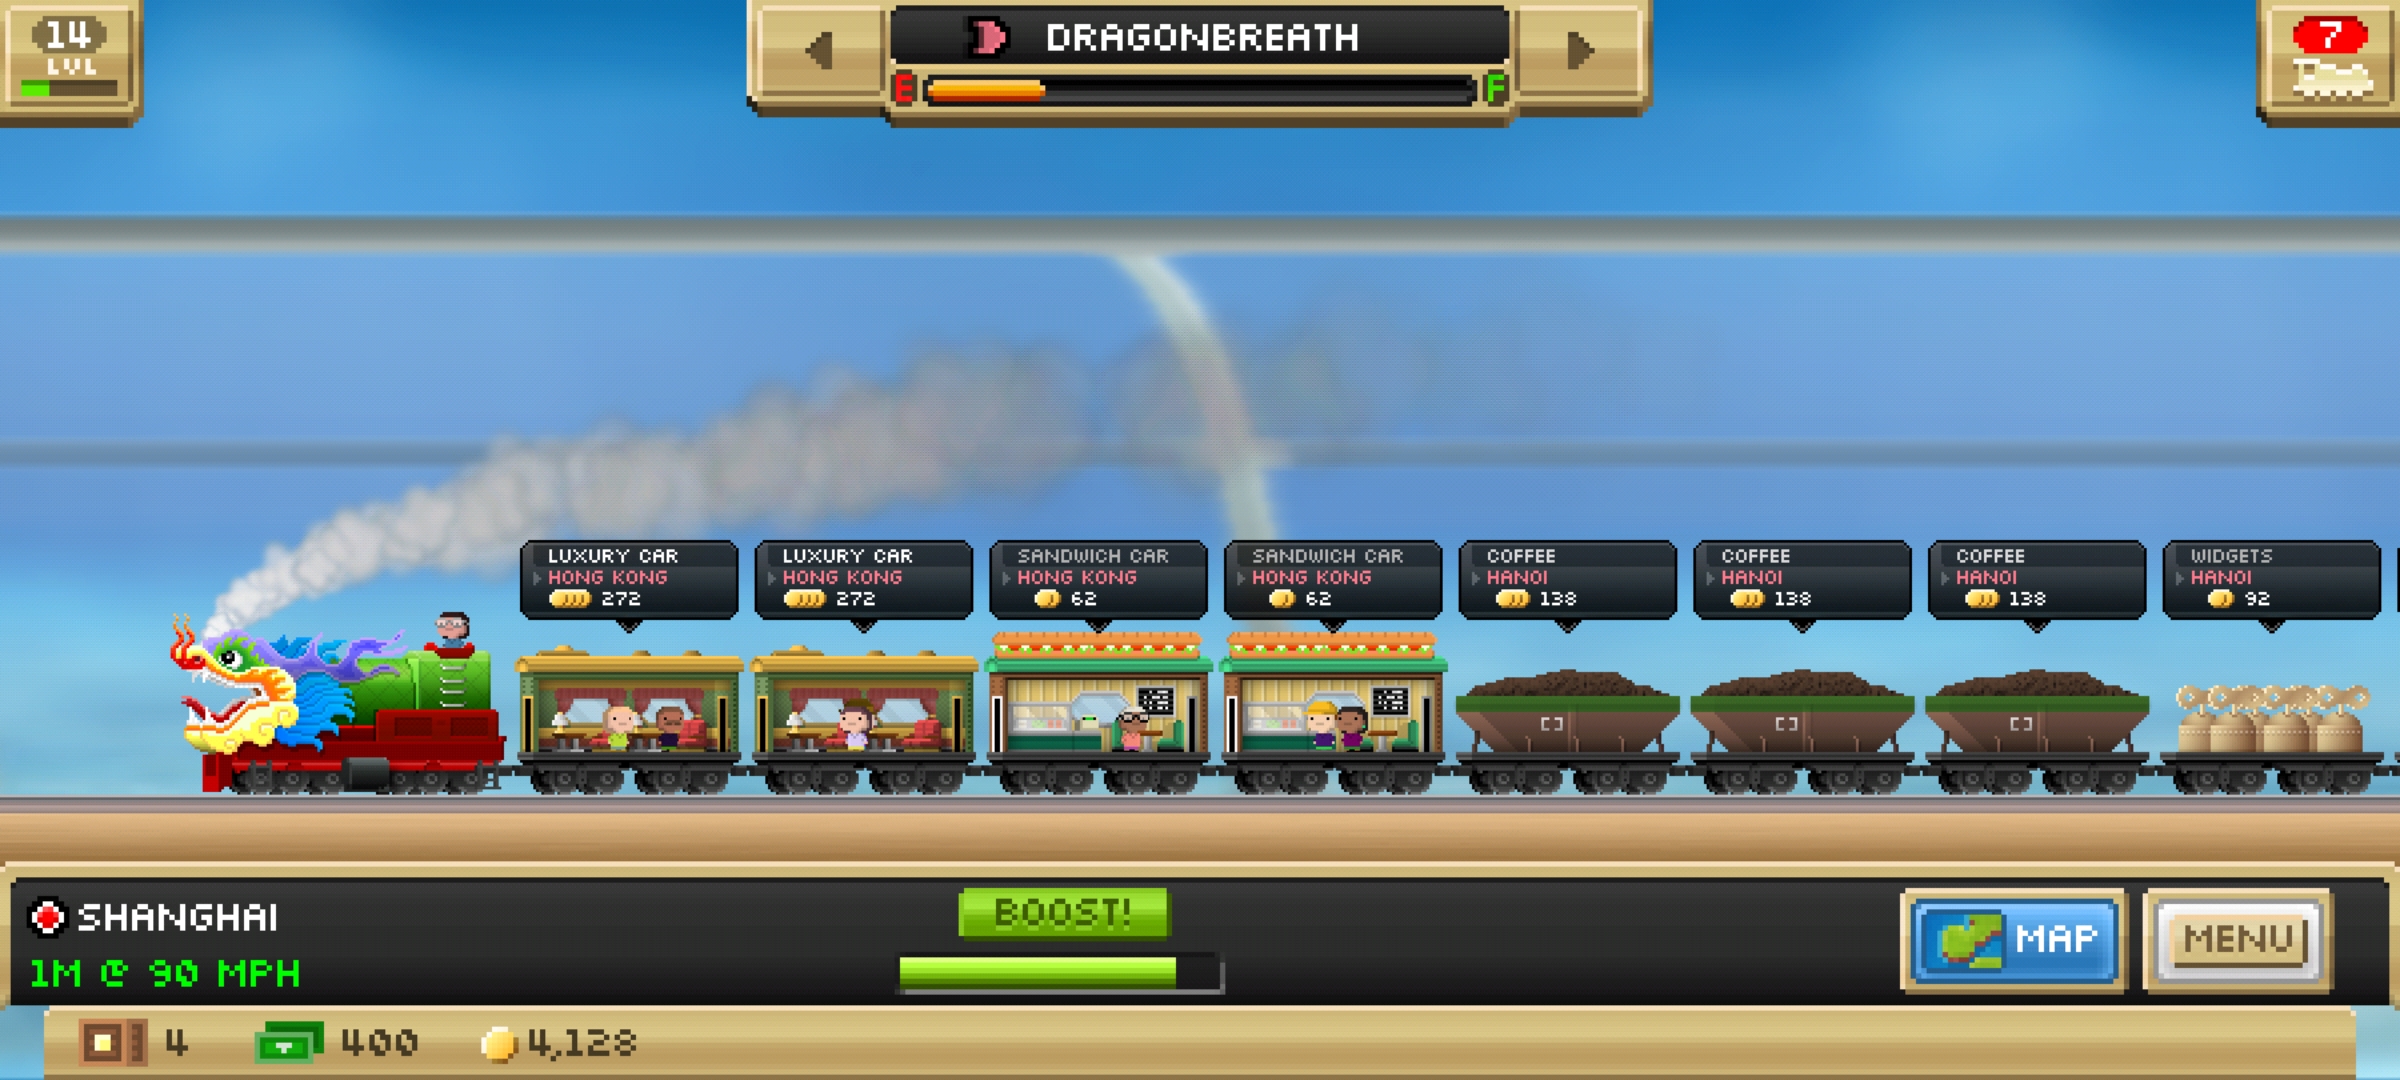 14
LVL
DRAGONBREATH
E F
7
LUXURY CAR
HONG KONG
272
LUXURY CAR
HONG KONG
272
SANDWICH CAR
HONG KONG
62
SANDWICH CAR
HONG KONG
62
COFFEE
HANOI
138
COFFEE
HANOI
138
COFFEE
HANOI
138
WIDGETS
HANOI
92
SHANGHAI
1M @ 90 MPH
BOOST!
MAP
MENU
4
400
4,128